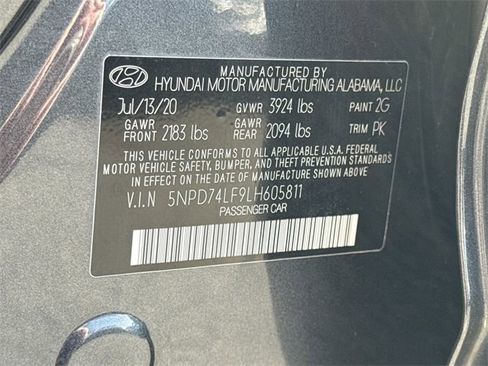 MANUFACTURED BY
HYUNDAI MOTOR MANUFACTURING ALABAMA, LLC
Jul/13/20 GVWR 3924 lbs PAINT 2G
GAWR FRONT 2183 lbs GAWR REAR 2094 lbs TRIM PK
THIS VEHICLE CONFORMS TO ALL APPLICABLE U.S.A. FEDERAL
MOTOR VEHICLE SAFETY, BUMPER, AND THEFT PREVENTION STANDARDS
IN EFFECT ON THE DATE OF MANUFACTURE SHOWN ABOVE.
V.I.N 5NPD74LF9LH605811
PASSENGER CAR